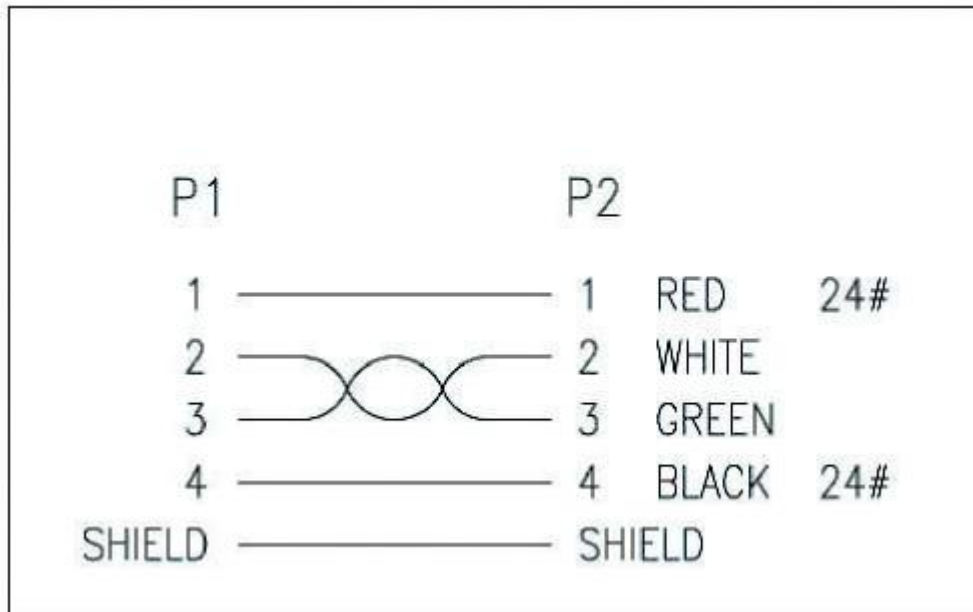 P1 P2
1 1 RED 24#
2 2 WHITE
3 3 GREEN
4 4 BLACK 24#
SHIELD SHIELD